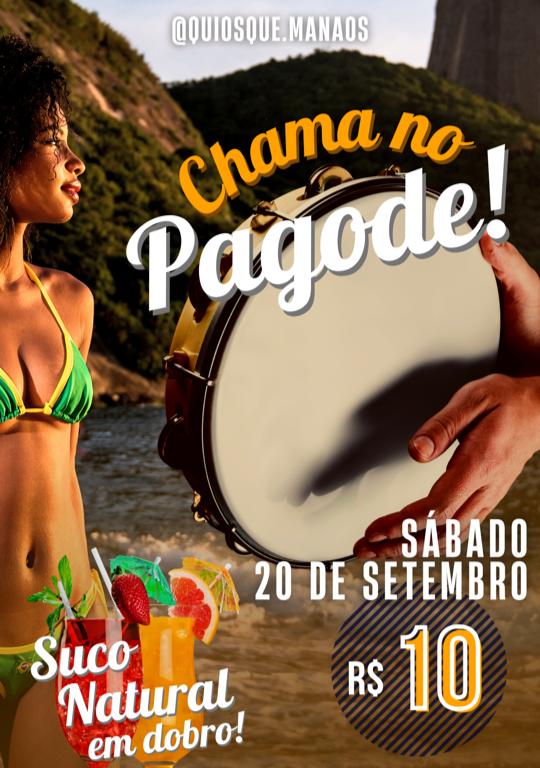 @QUIOSQUE.MANAOS
Chama no
Pagode!
SÁBADO
20 DE SETEMBRO
R$ 10
Suco
Natural
em dobro!